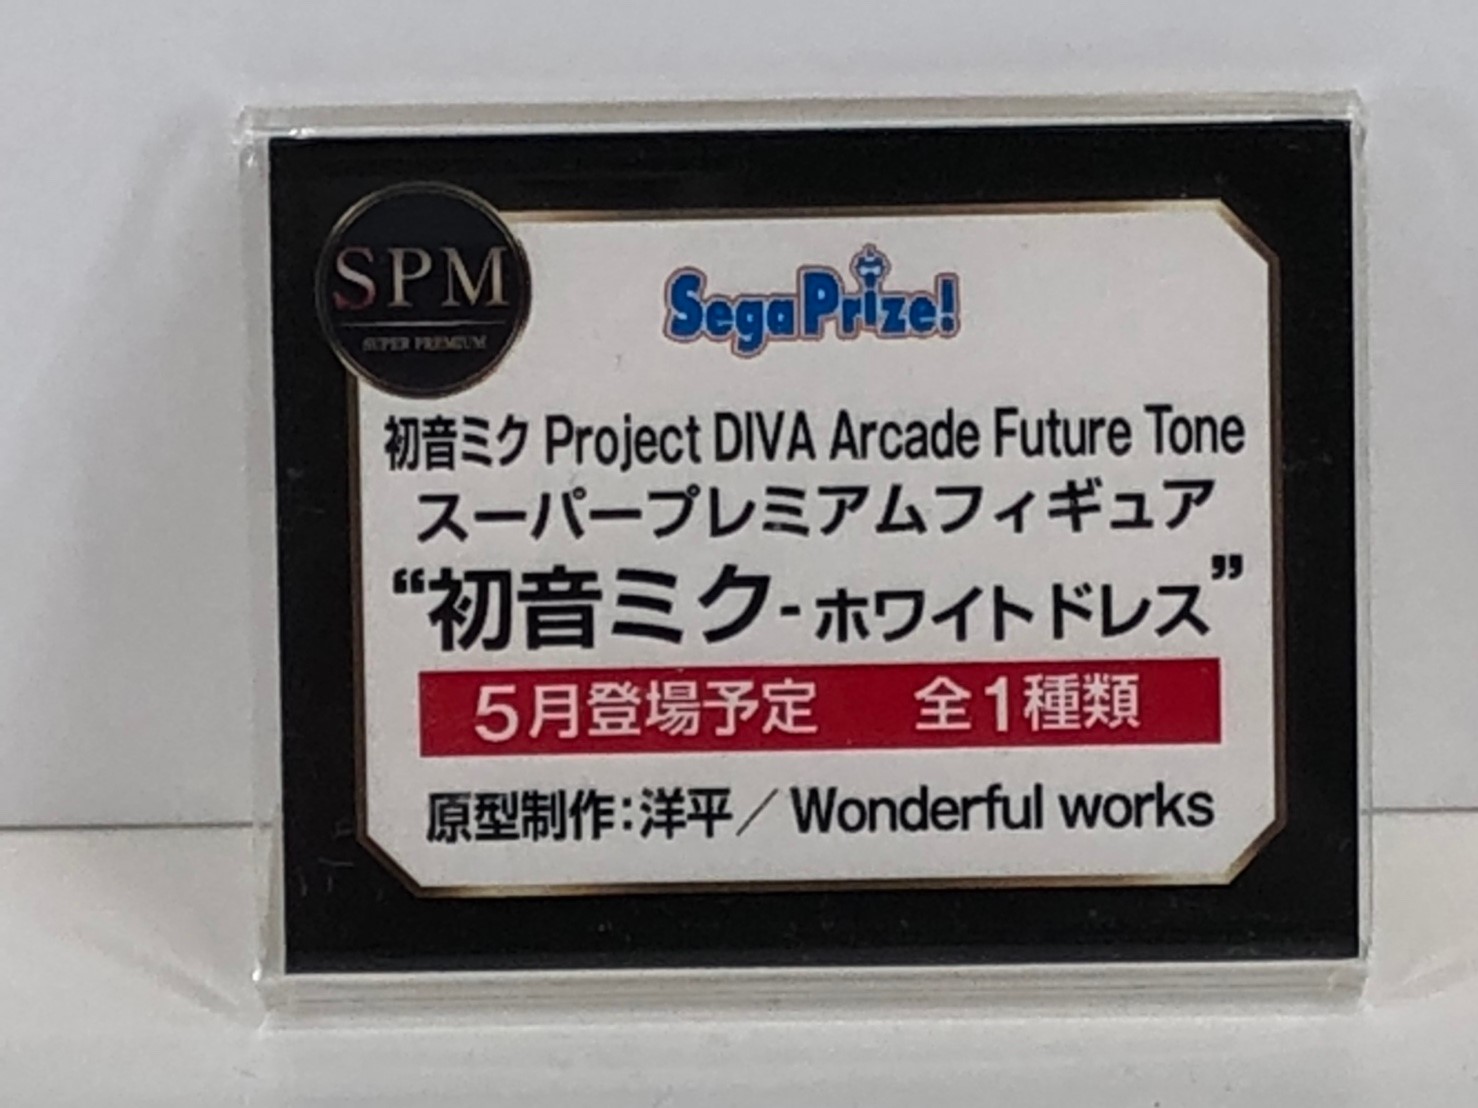 SPM
SUPER PREMIUM
SegaPrize!
初音ミク Project DIVA Arcade Future Tone
スーパープレミアムフィギュア
“初音ミク-ホワイトドレス”
5月登場予定 全1種類
原型制作:洋平／Wonderful works